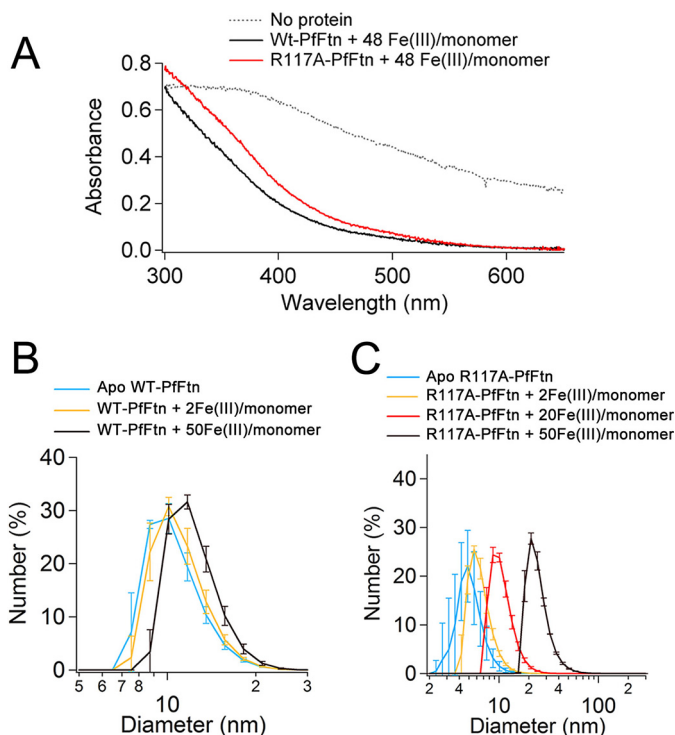 A
No protein
Wt-PfFtn + 48 Fe(III)/monomer
R117A-PfFtn + 48 Fe(III)/monomer
Absorbance
0.8
0.6
0.4
0.2
0.0
300 400 500 600
Wavelength (nm)
B
Apo WT-PfFtn
WT-PfFtn + 2Fe(III)/monomer
WT-PfFtn + 50Fe(III)/monomer
Number (%)
40
30
20
10
0
5 6 7 8 10 2 3
Diameter (nm)
C
Apo R117A-PfFtn
R117A-PfFtn + 2Fe(III)/monomer
R117A-PfFtn + 20Fe(III)/monomer
R117A-PfFtn + 50Fe(III)/monomer
Number (%)
40
30
20
10
0
2 4 6 8 10 2 4 6 8 100 2
Diameter (nm)